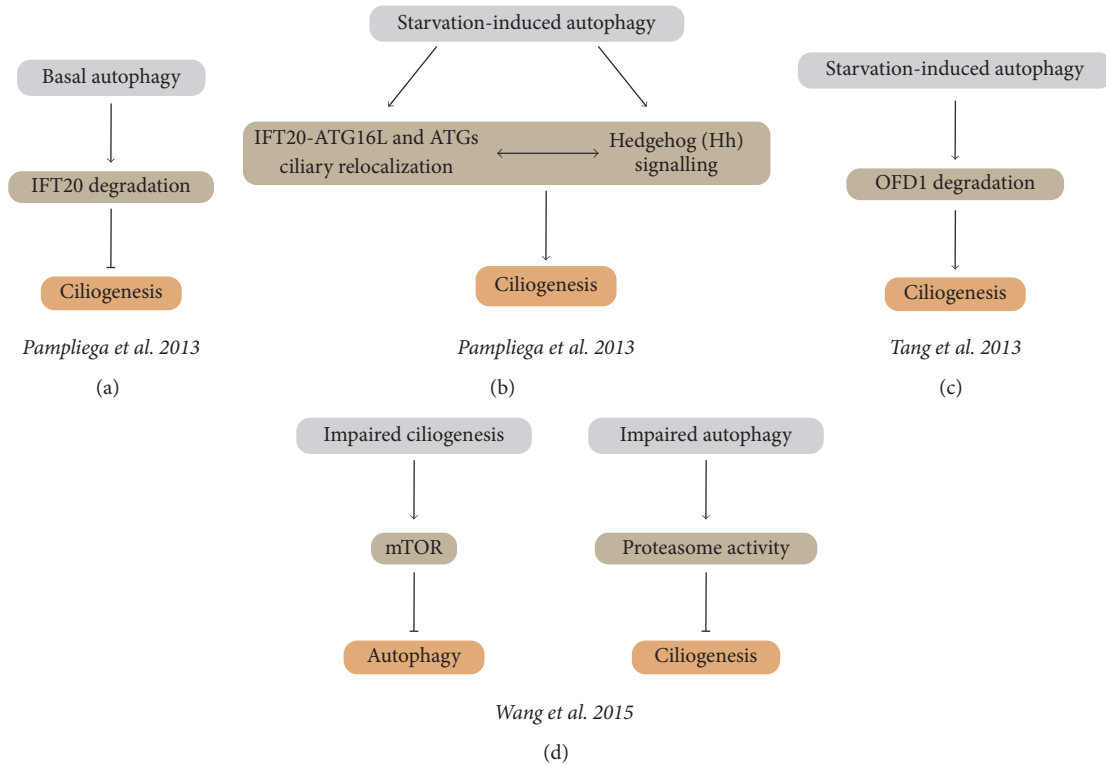 Basal autophagy
IFT20 degradation
Ciliogenesis
Pampliega et al. 2013
(a)
Starvation-induced autophagy
IFT20-ATG16L and ATGs
ciliary relocalization
Hedgehog (Hh)
signalling
Ciliogenesis
Pampliega et al. 2013
(b)
Starvation-induced autophagy
OFD1 degradation
Ciliogenesis
Tang et al. 2013
(c)
Impaired ciliogenesis
mTOR
Autophagy
Impaired autophagy
Proteasome activity
Ciliogenesis
Wang et al. 2015
(d)